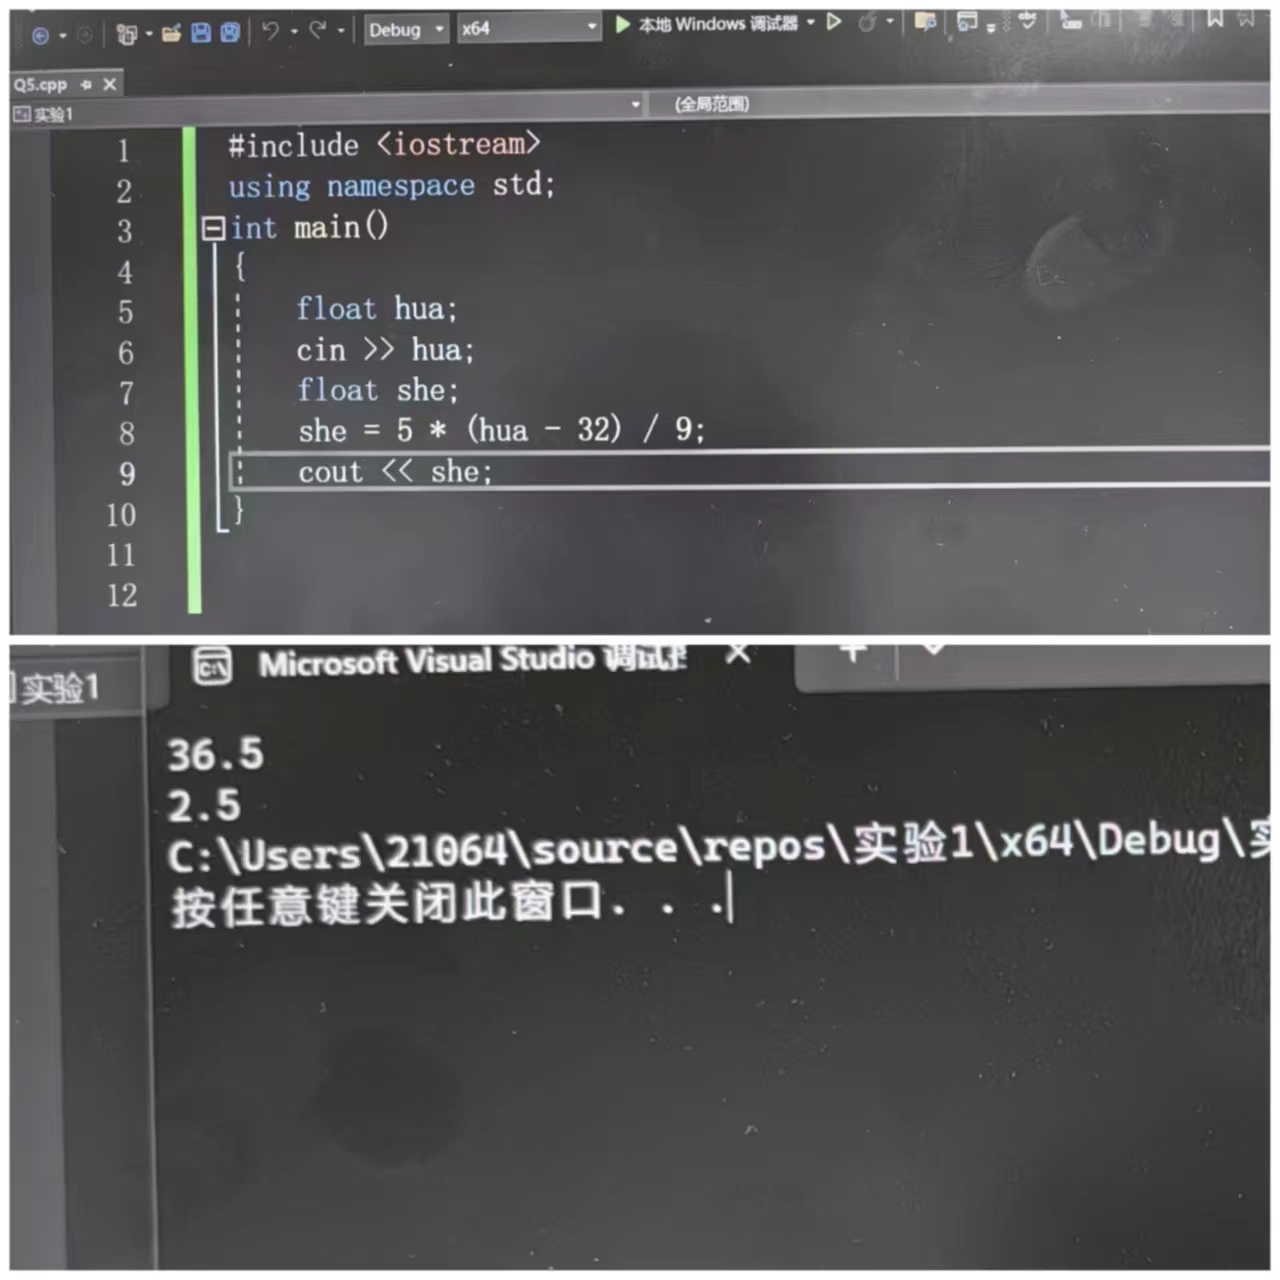 Debug x64 本地 Windows 调试器
Q5.cpp
实验1 (全局范围)
1 #include <iostream>
2 using namespace std;
3 int main()
4 {
5 float hua;
6 cin >> hua;
7 float she;
8 she = 5 * (hua - 32) / 9;
9 cout << she;
10 }
11
12
实验1
Microsoft Visual Studio 调试
36.5
2.5
C:\Users\21064\source\repos\实验1\x64\Debug\
按任意键关闭此窗口. . .